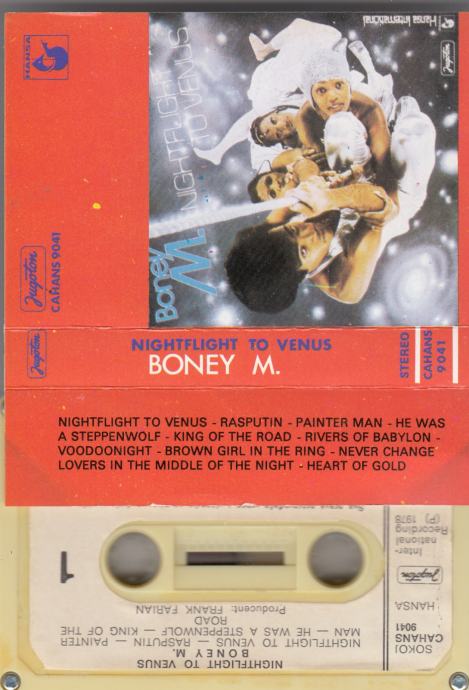 HANSA
Jugoton
CAHANS 9041
Hansa International
Jugoton
NIGHTFLIGHT
TO VENUS
Boney
M.
Jugoton
NIGHTFLIGHT TO VENUS
BONEY M.
STEREO
CAHANS
9041
NIGHTFLIGHT TO VENUS - RASPUTIN - PAINTER MAN - HE WAS
A STEPPENWOLF - KING OF THE ROAD - RIVERS OF BABYLON -
VOODOONIGHT - BROWN GIRL IN THE RING - NEVER CHANGE
LOVERS IN THE MIDDLE OF THE NIGHT - HEART OF GOLD
NIGHTFLIGHT TO VENUS
BONEY M.
NIGHTFLIGHT TO VENUS — RASPUTIN — PAINTER
MAN — HE WAS A STEPPENWOLF — KING OF THE
ROAD
Producent: FRANK FARIAN
1
SOKOJ
CAHANS
9041
HANSA
Jugoton
Inter-
national
Recording
(P) 1978